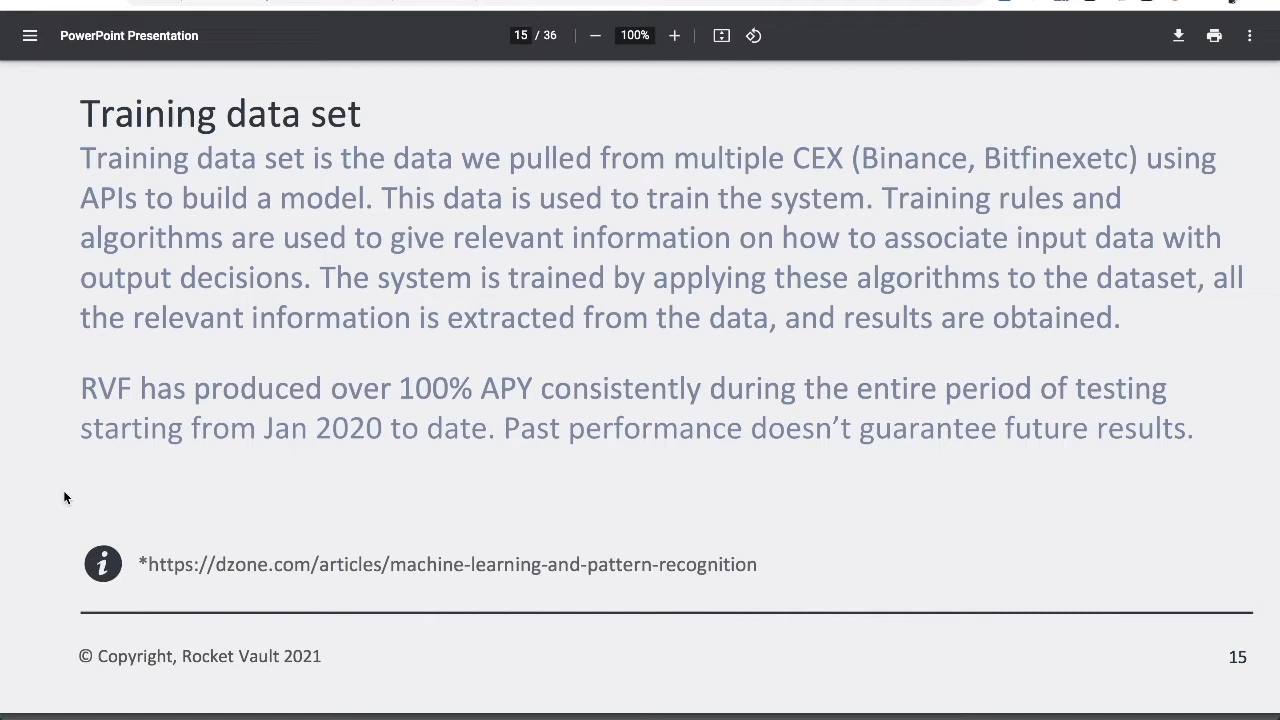 PowerPoint Presentation
15 / 36
100%
Training data set
Training data set is the data we pulled from multiple CEX (Binance, Bitfinexetc) using
APIs to build a model. This data is used to train the system. Training rules and
algorithms are used to give relevant information on how to associate input data with
output decisions. The system is trained by applying these algorithms to the dataset, all
the relevant information is extracted from the data, and results are obtained.
RVF has produced over 100% APY consistently during the entire period of testing
starting from Jan 2020 to date. Past performance doesn’t guarantee future results.
*https://dzone.com/articles/machine-learning-and-pattern-recognition
© Copyright, Rocket Vault 2021
15